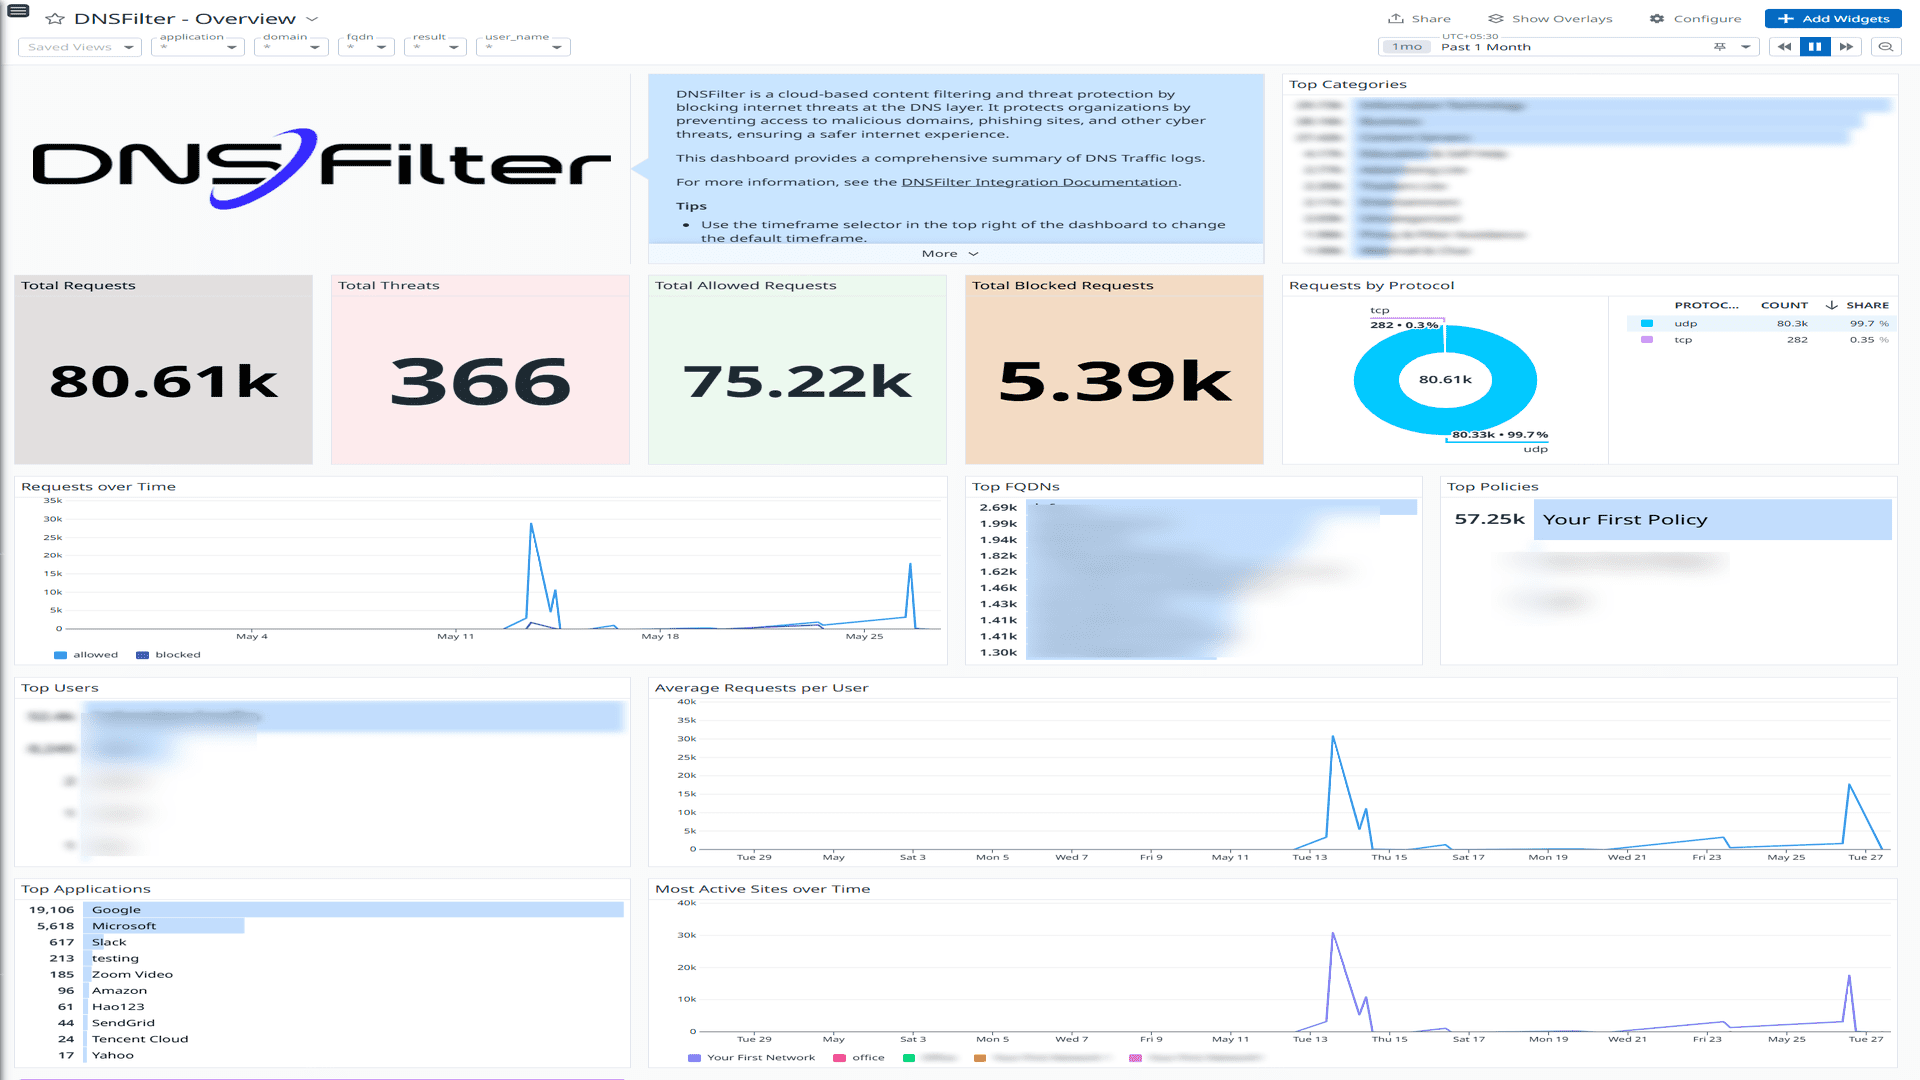 DNSFilter - Overview
Share
Show Overlays
Configure
Add Widgets
Saved Views
application
*
domain
*
fqdn
*
result
*
user_name
*
UTC+05:30
1mo
Past 1 Month
DNSFilter
DNSFilter is a cloud-based content filtering and threat protection by
blocking internet threats at the DNS layer. It protects organizations by
preventing access to malicious domains, phishing sites, and other cyber
threats, ensuring a safer internet experience.
This dashboard provides a comprehensive summary of DNS Traffic logs.
For more information, see the DNSFilter Integration Documentation.
Tips
• Use the timeframe selector in the top right of the dashboard to change
the default timeframe.
More
Top Categories
Total Requests
80.61k
Total Threats
366
Total Allowed Requests
75.22k
Total Blocked Requests
5.39k
Requests by Protocol
tcp
282 • 0.3%
80.61k
80.33k • 99.7%
udp
PROTOC... COUNT SHARE
udp 80.3k 99.7 %
tcp 282 0.35 %
Requests over Time
35k
30k
25k
20k
15k
10k
5k
0
May 4 May 11 May 18 May 25
allowed blocked
Top FQDNs
2.69k
1.99k
1.94k
1.82k
1.62k
1.46k
1.43k
1.41k
1.41k
1.30k
Top Policies
57.25k Your First Policy
Top Users
Average Requests per User
40k
35k
30k
25k
20k
15k
10k
5k
0
Tue 29 May Sat 3 Mon 5 Wed 7 Fri 9 May 11 Tue 13 Thu 15 Sat 17 Mon 19 Wed 21 Fri 23 May 25 Tue 27
Top Applications
19,106 Google
5,618 Microsoft
617 Slack
213 testing
185 Zoom Video
96 Amazon
61 Hao123
44 SendGrid
24 Tencent Cloud
17 Yahoo
Most Active Sites over Time
40k
30k
20k
10k
0
Tue 29 May Sat 3 Mon 5 Wed 7 Fri 9 May 11 Tue 13 Thu 15 Sat 17 Mon 19 Wed 21 Fri 23 May 25 Tue 27
Your First Network office